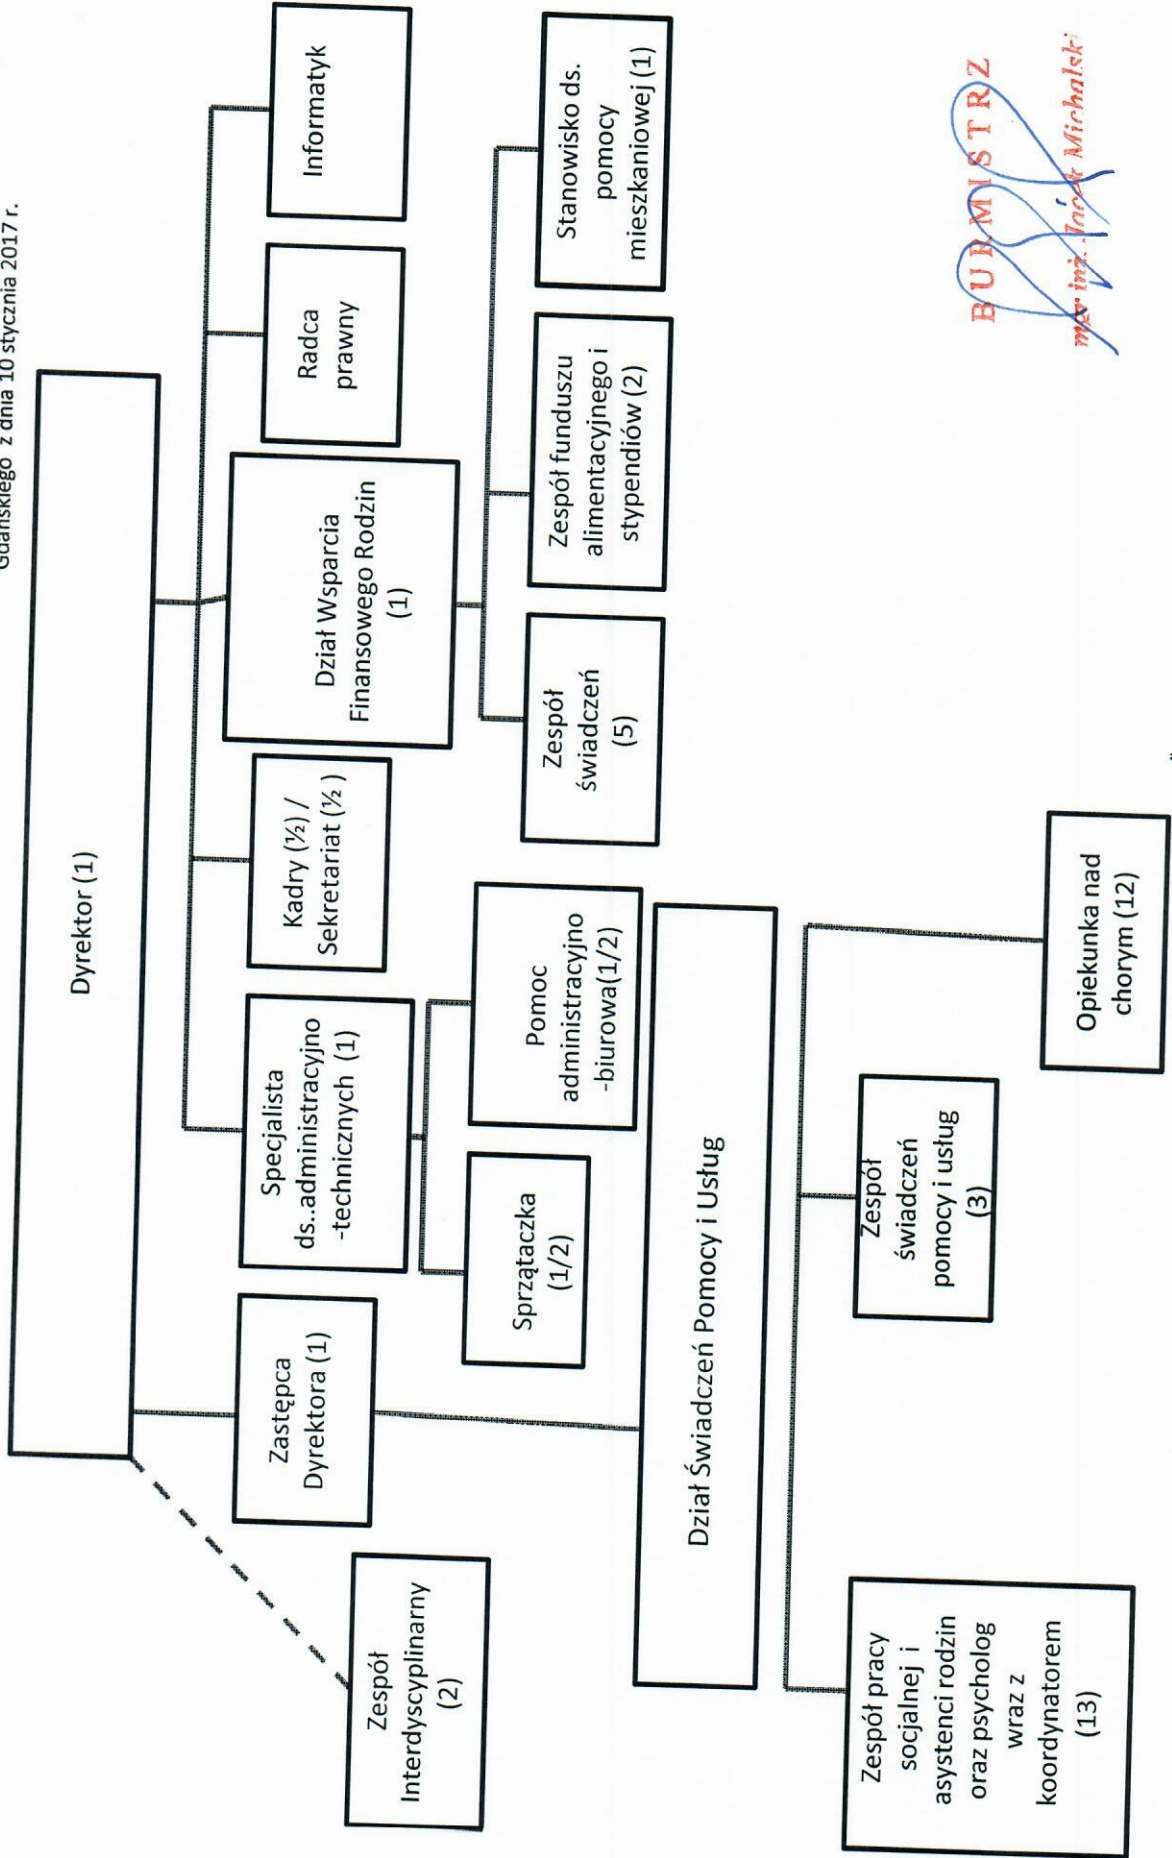 Gdańskiego z dnia 10 stycznia 2017 r.
Dyrektor (1)
Zespół
Interdyscyplinarny
(2)
Zastępca
Dyrektora (1)
Specjalista
ds..administracyjno
-technicznych (1)
Kadry (½) /
Sekretariat (½ )
Dział Wsparcia
Finansowego Rodzin
(1)
Radca
prawny
Informatyk
Sprzątaczka
(1/2)
Pomoc
administracyjno
-biurowa(1/2)
Zespół
świadczeń
(5)
Zespół funduszu
alimentacyjnego i
stypendiów (2)
Stanowisko ds.
pomocy
mieszkaniowej (1)
Dział Świadczeń Pomocy i Usług
Zespół pracy
socjalnej i
asystenci rodzin
oraz psycholog
wraz z
koordynatorem
(13)
Zespół
świadczeń
pomocy i usług
(3)
Opiekunka nad
chorym (12)
BURMISTRZ
mgr inż. Jacek Michalski